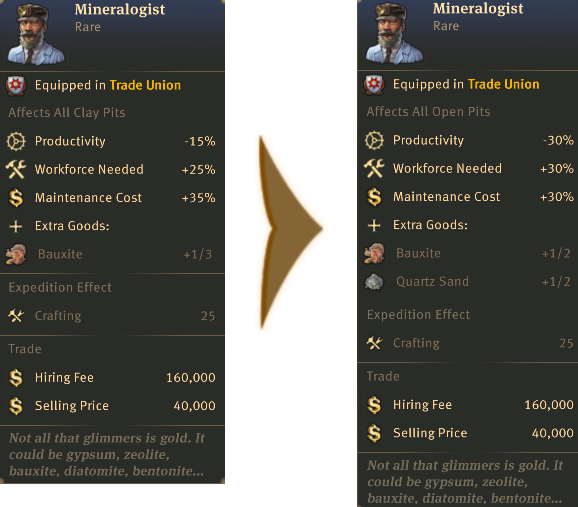 Mineralogist
Rare
Equipped in Trade Union
Affects All Clay Pits
Productivity -15%
Workforce Needed +25%
Maintenance Cost +35%
Extra Goods:
Bauxite +1/3
Expedition Effect
Crafting 25
Trade
Hiring Fee 160,000
Selling Price 40,000
Not all that glimmers is gold. It
could be gypsum, zeolite,
bauxite, diatomite, bentonite...
Mineralogist
Rare
Equipped in Trade Union
Affects All Open Pits
Productivity -30%
Workforce Needed +30%
Maintenance Cost +30%
Extra Goods:
Bauxite +1/2
Quartz Sand +1/2
Expedition Effect
Crafting 25
Trade
Hiring Fee 160,000
Selling Price 40,000
Not all that glimmers is gold. It
could be gypsum, zeolite,
bauxite, diatomite, bentonite...